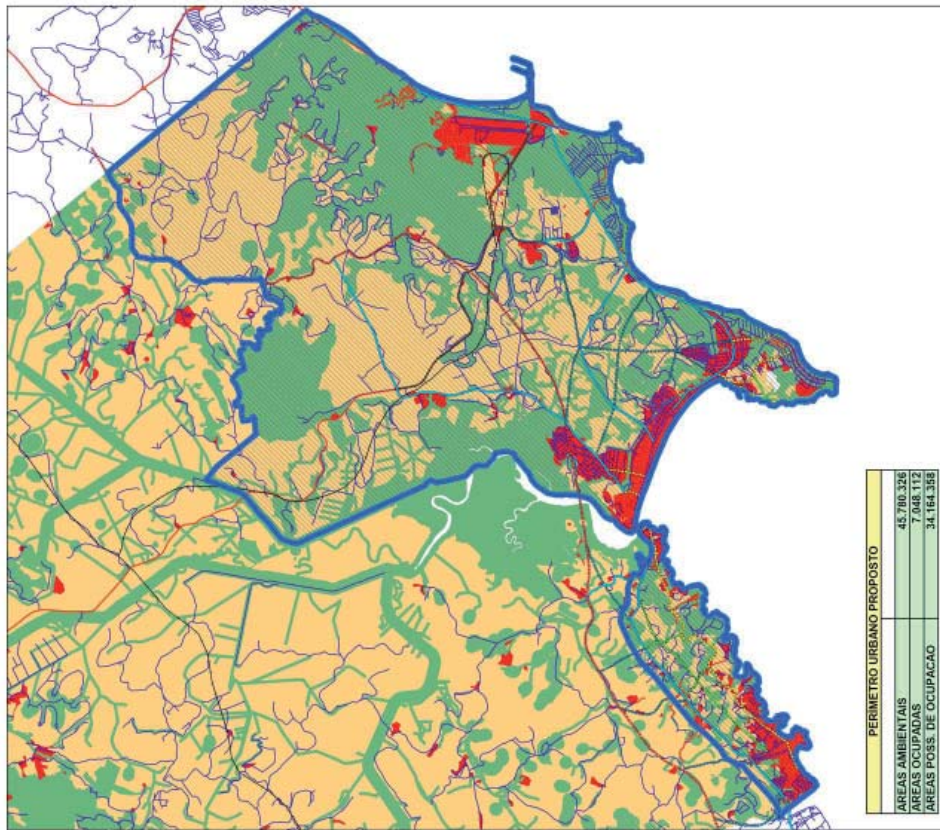 PERÍMETRO URBANO PROPOSTO
AREAS AMBIENTAIS 45.780.326
AREAS OCUPADAS 7.048.112
AREAS POSS. DE OCUPACAO 34.164.358